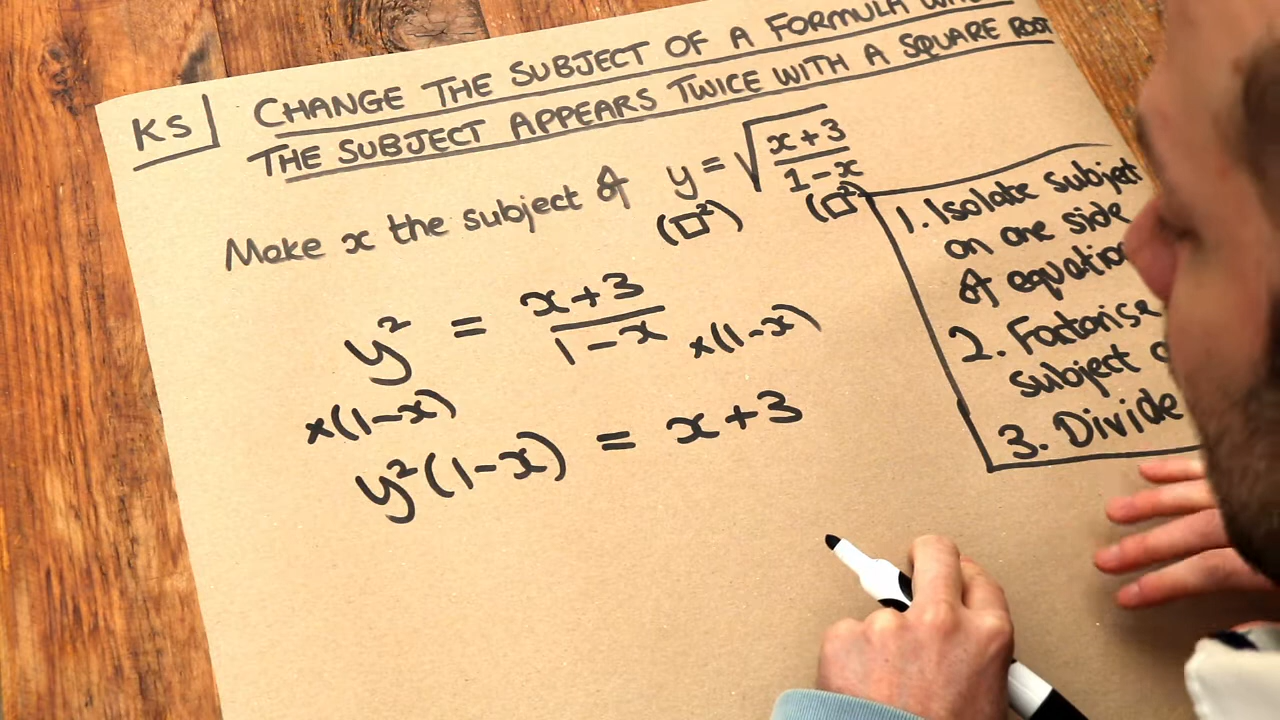 KS
CHANGE THE SUBJECT OF A FORMULA
THE SUBJECT APPEARS TWICE WITH A SQUARE ROOT
Make x the subject of y = √((x+3)/(1-x))
(□²) (□²)
y² = (x+3)/(1-x) ×(1-x)
×(1-x)
y²(1-x) = x+3
1. Isolate subject
on one side
of equation
2. Factorise
subject
3. Divide